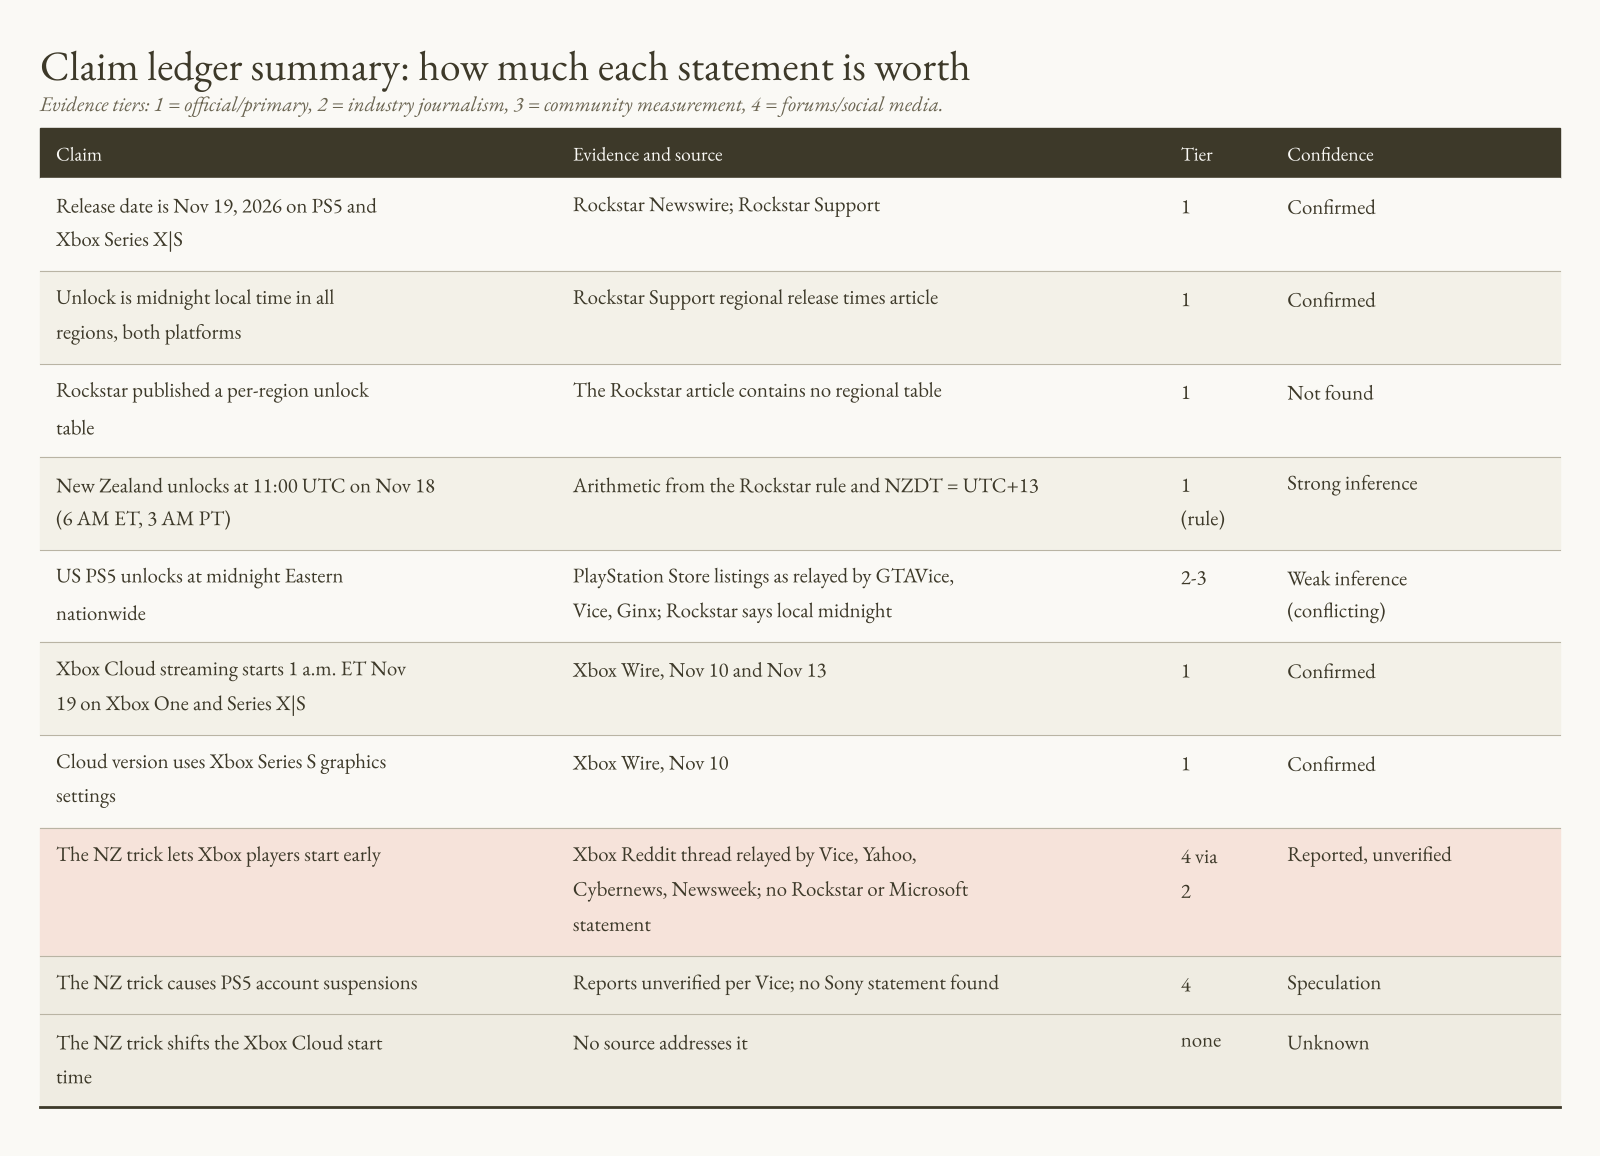 Claim ledger summary: how much each statement is worth
Evidence tiers: 1 = official/primary, 2 = industry journalism, 3 = community measurement, 4 = forums/social media.
Claim Evidence and source Tier Confidence
Release date is Nov 19, 2026 on PS5 and
Xbox Series X|S
Rockstar Newswire; Rockstar Support
1
Confirmed
Unlock is midnight local time in all
regions, both platforms
Rockstar Support regional release times article
1
Confirmed
Rockstar published a per-region unlock
table
The Rockstar article contains no regional table
1
Not found
New Zealand unlocks at 11:00 UTC on Nov 18
(6 AM ET, 3 AM PT)
Arithmetic from the Rockstar rule and NZDT = UTC+13
1
(rule)
Strong inference
US PS5 unlocks at midnight Eastern
nationwide
PlayStation Store listings as relayed by GTAVice,
Vice, Ginx; Rockstar says local midnight
2-3
Weak inference
(conflicting)
Xbox Cloud streaming starts 1 a.m. ET Nov
19 on Xbox One and Series X|S
Xbox Wire, Nov 10 and Nov 13
1
Confirmed
Cloud version uses Xbox Series S graphics
settings
Xbox Wire, Nov 10
1
Confirmed
The NZ trick lets Xbox players start early
Xbox Reddit thread relayed by Vice, Yahoo,
Cybernews, Newsweek; no Rockstar or Microsoft
statement
4 via
2
Reported, unverified
The NZ trick causes PS5 account suspensions
Reports unverified per Vice; no Sony statement found
4
Speculation
The NZ trick shifts the Xbox Cloud start
time
No source addresses it
none
Unknown